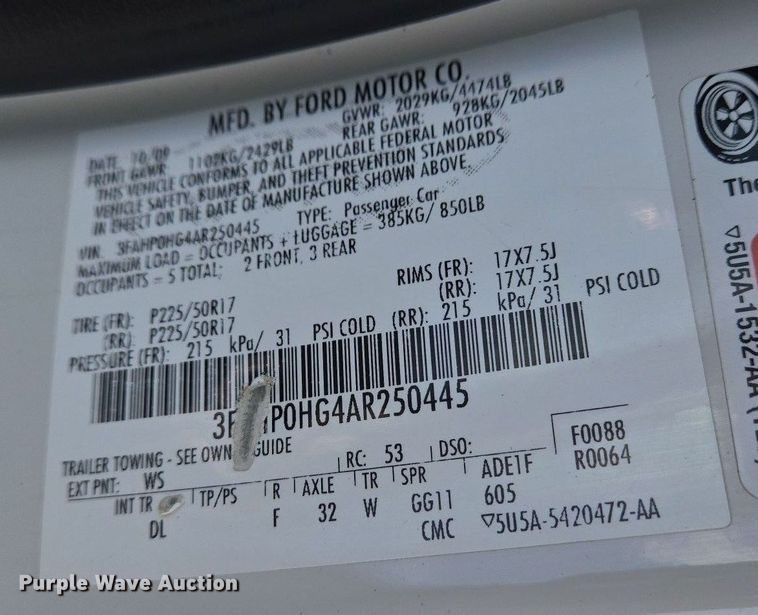 MFD. BY FORD MOTOR CO.
DATE: 10/09 GVWR: 2029KG/4474LB
FRONT GAWR: 1102KG/2429LB REAR GAWR: 928KG/2045LB
THIS VEHICLE CONFORMS TO ALL APPLICABLE FEDERAL MOTOR
VEHICLE SAFETY, BUMPER, AND THEFT PREVENTION STANDARDS
IN EFFECT ON THE DATE OF MANUFACTURE SHOWN ABOVE.
VIN: 3FAHP0HG4AR250445 TYPE: Passenger Car
MAXIMUM LOAD = OCCUPANTS + LUGGAGE = 385KG/ 850LB
OCCUPANTS = 5 TOTAL: 2 FRONT, 3 REAR
TIRE (FR): P225/50R17 RIMS (FR): 17X7.5J
(RR): P225/50R17 (RR): 17X7.5J
PRESSURE (FR): 215 kPa/ 31 PSI COLD (RR): 215 kPa/ 31 PSI COLD
3F HP0HG4AR250445
TRAILER TOWING - SEE OWN GUIDE
EXT PNT: WS RC: 53 DSO: F0088
INT TR TP/PS R AXLE TR SPR ADE1F R0064
DL F 32 W GG11 605
CMC ▽5U5A-5420472-AA
The
▽5U5A-1532-AA
Purple Wave Auction